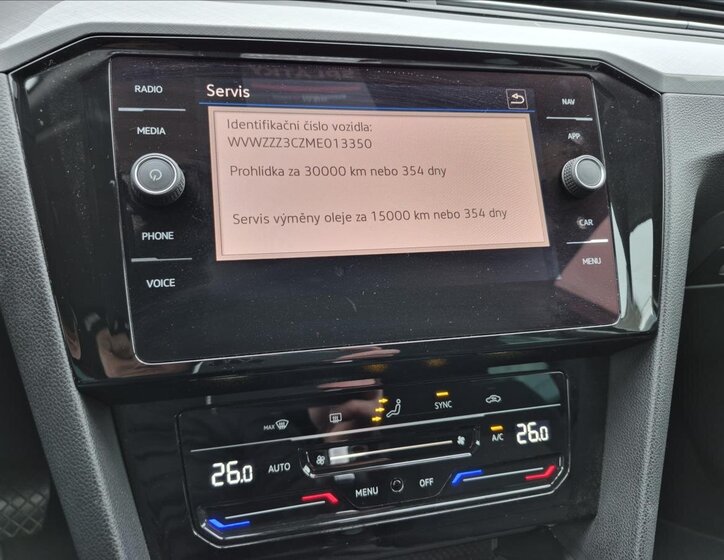 RADIO
Servis
NAV
MEDIA
APP
Identifikační číslo vozidla:
WVWZZZ3CZME013350
Prohlídka za 30000 km nebo 354 dny
Servis výměny oleje za 15000 km nebo 354 dny
PHONE
CAR
VOICE
MENU
MAX
SYNC
26.0
AUTO
A/C
26.0
MENU
OFF